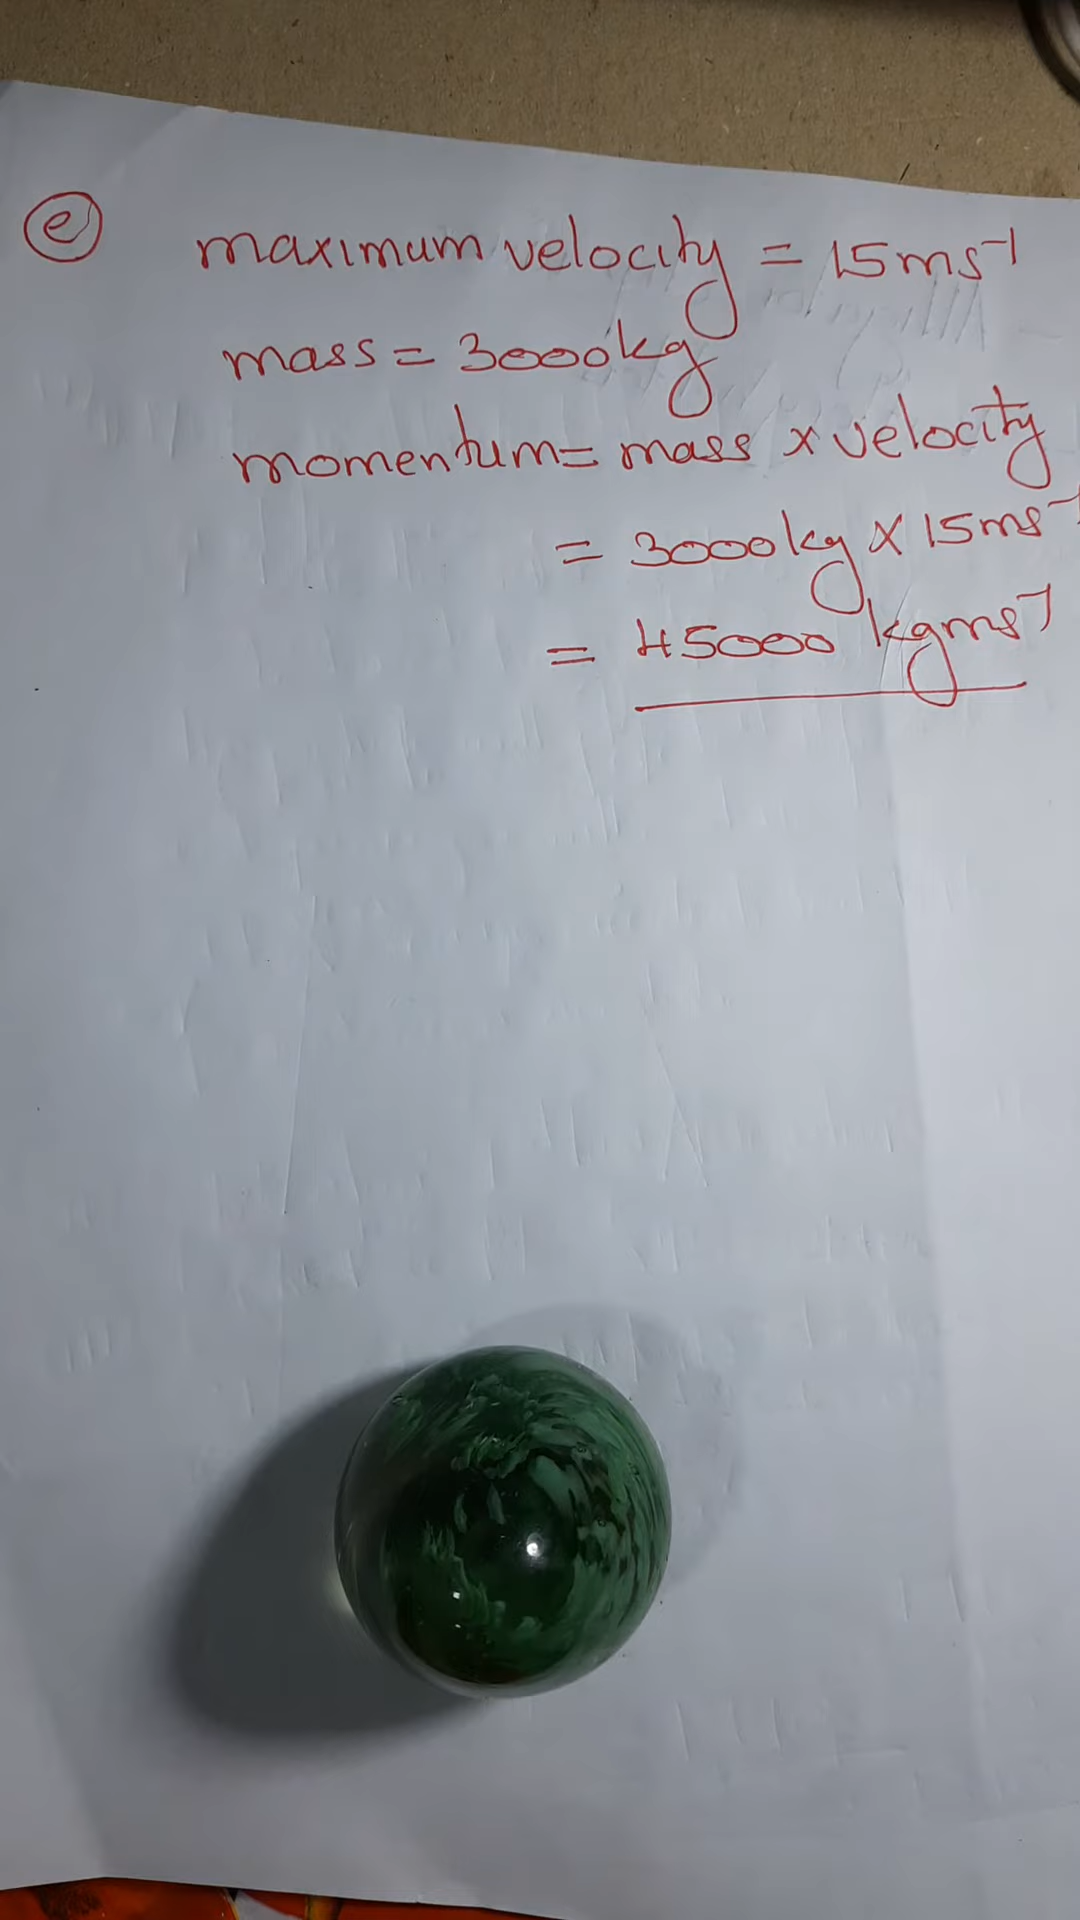 e maximum velocity = 15ms⁻¹
mass = 3000kg
momentum = mass × velocity
= 3000kg × 15ms⁻¹
= 45000 kgms⁻¹